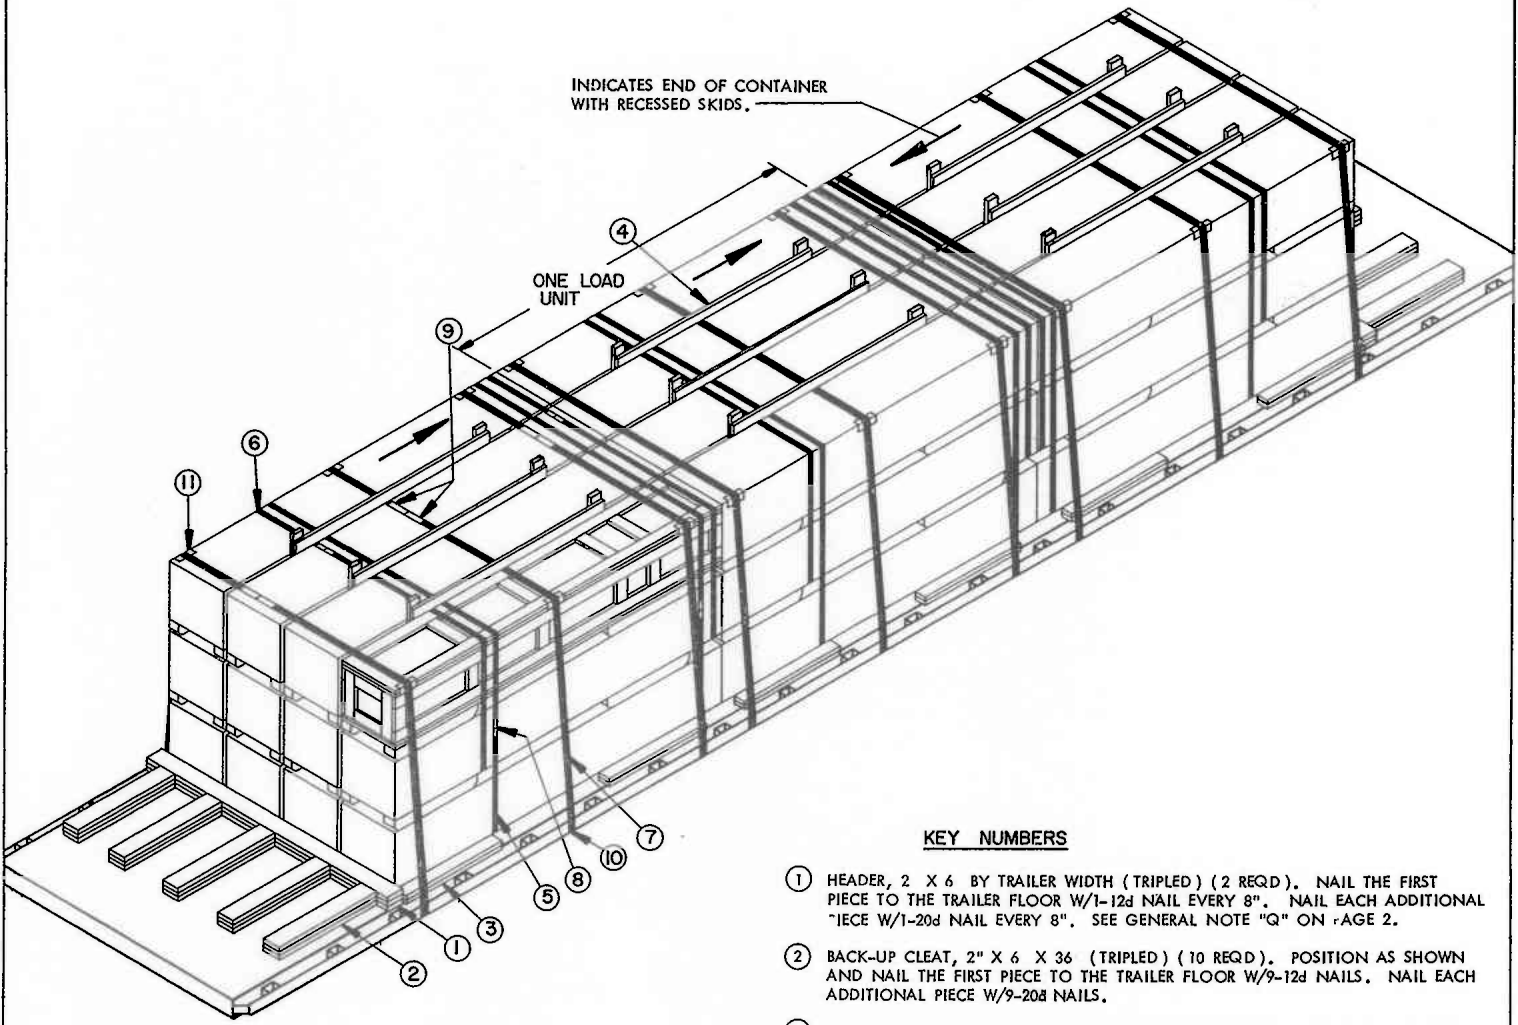 INDICATES END OF CONTAINER
WITH RECESSED SKIDS.
4
ONE LOAD
UNIT
9
6
11
7
10
8
5
3
1
2
KEY NUMBERS
1 HEADER, 2 X 6 BY TRAILER WIDTH (TRIPLED) (2 REQD). NAIL THE FIRST
PIECE TO THE TRAILER FLOOR W/1-12d NAIL EVERY 8". NAIL EACH ADDITIONAL
W/1-20d NAIL EVERY 8". SEE GENERAL NOTE "Q" ON 2.
2 BACK-UP CLEAT, 2" X 6 X 36 (TRIPLED) (10 REQD). POSITION AS SHOWN
AND NAIL THE FIRST PIECE TO THE TRAILER FLOOR W/9-12d NAILS. NAIL EACH
ADDITIONAL PIECE W/9-20d NAILS.